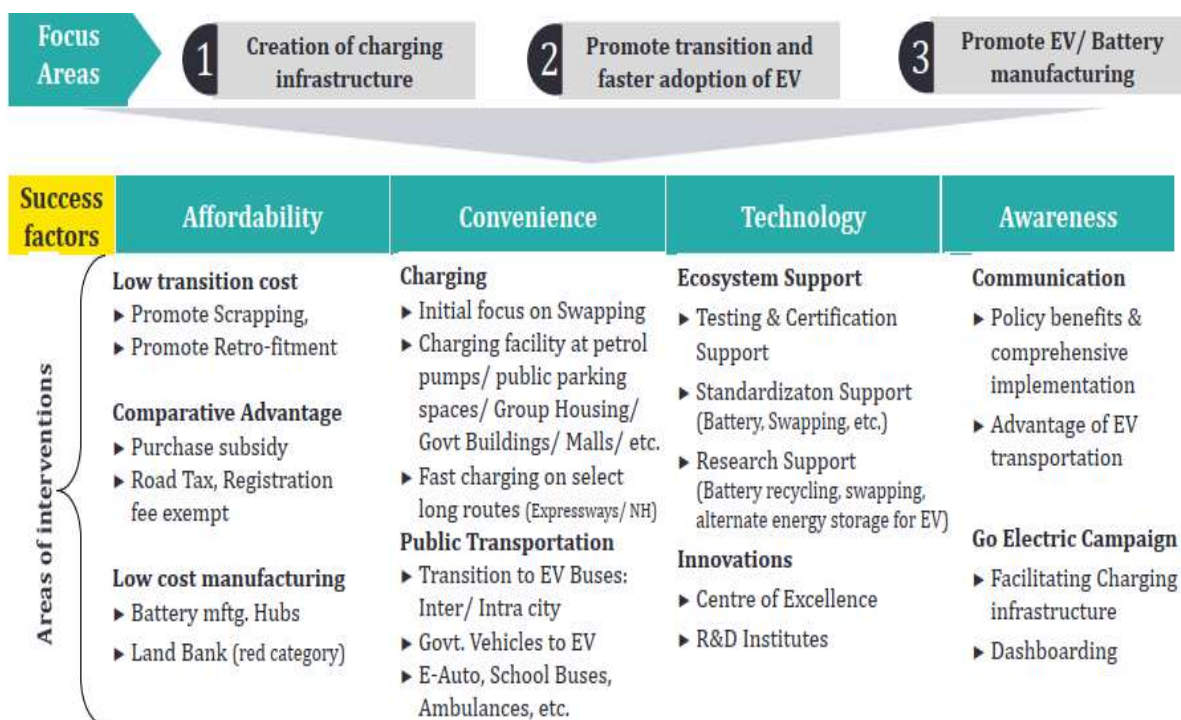 Focus
Areas
1
Creation of charging
infrastructure
2
Promote transition and
faster adoption of EV
3
Promote EV/ Battery
manufacturing
Success
factors
Affordability
Convenience
Technology
Awareness
Areas of interventions
Low transition cost
▶ Promote Scrapping,
▶ Promote Retro-fitment
Comparative Advantage
▶ Purchase subsidy
▶ Road Tax, Registration
fee exempt
Low cost manufacturing
▶ Battery mftg. Hubs
▶ Land Bank (red category)
Charging
▶ Initial focus on Swapping
▶ Charging facility at petrol
pumps/ public parking
spaces/ Group Housing/
Govt Buildings/ Malls/ etc.
▶ Fast charging on select
long routes (Expressways/ NH)
Public Transportation
▶ Transition to EV Buses:
Inter/ Intra city
▶ Govt. Vehicles to EV
▶ E-Auto, School Buses,
Ambulances, etc.
Ecosystem Support
▶ Testing & Certification
Support
▶ Standardizaton Support
(Battery, Swapping, etc.)
▶ Research Support
(Battery recycling, swapping,
alternate energy storage for EV)
Innovations
▶ Centre of Excellence
▶ R&D Institutes
Communication
▶ Policy benefits &
comprehensive
implementation
▶ Advantage of EV
transportation
Go Electric Campaign
▶ Facilitating Charging
infrastructure
▶ Dashboarding